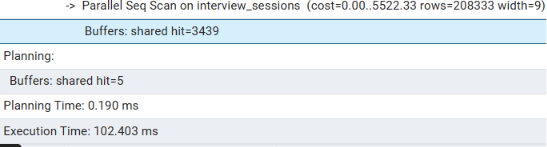 -> Parallel Seq Scan on interview_sessions (cost=0.00..5522.33 rows=208333 width=9)
Buffers: shared hit=3439
Planning:
Buffers: shared hit=5
Planning Time: 0.190 ms
Execution Time: 102.403 ms